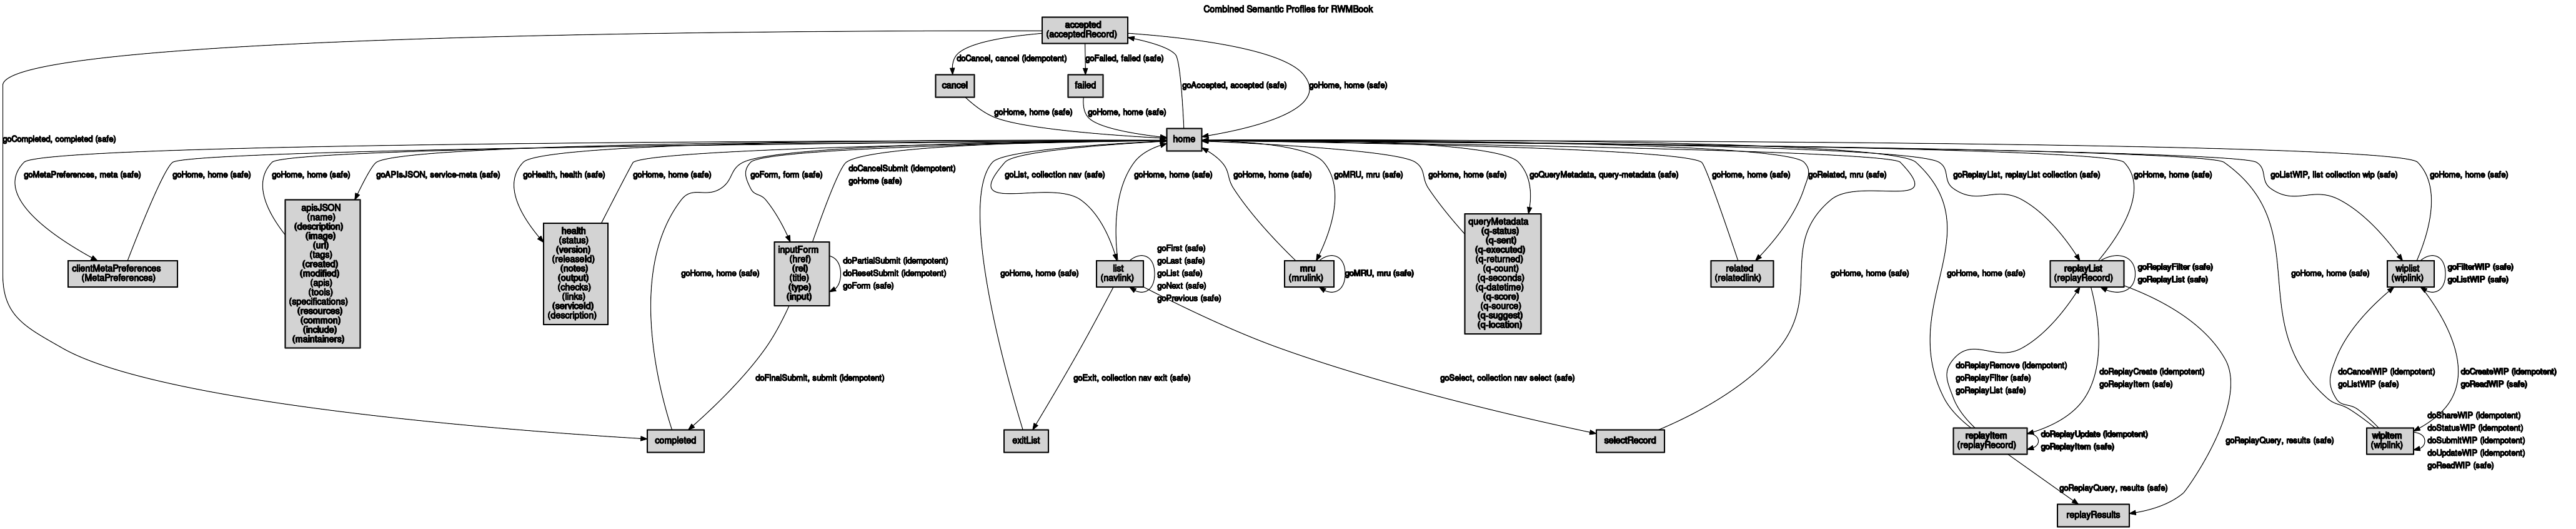 Combined Semantic Profiles for RWMBook
accepted
(acceptedRecord)
doCancel, cancel (idempotent)
goFailed, failed (safe)
cancel
failed
goAccepted, accepted (safe)
goHome, home (safe)
goHome, home (safe)
goHome, home (safe)
goCompleted, completed (safe)
home
goMetaPreferences, meta (safe)
goHome, home (safe)
goHome, home (safe)
goAPIsJSON, service-meta (safe)
goHealth, health (safe)
goHome, home (safe)
goForm, form (safe)
doCancelSubmit (idempotent)
goHome (safe)
goList, collection nav (safe)
goHome, home (safe)
goHome, home (safe)
goMRU, mru (safe)
goHome, home (safe)
goQueryMetadata, query-metadata (safe)
goHome, home (safe)
goRelated, mru (safe)
goReplayList, replayList collection (safe)
goHome, home (safe)
goListWIP, list collection wip (safe)
goHome, home (safe)
clientMetaPreferences
(MetaPreferences)
apisJSON
(name)
(description)
(image)
(url)
(tags)
(created)
(modified)
(apis)
(tools)
(specifications)
(resources)
(common)
(include)
(maintainers)
health
(status)
(version)
(releaseId)
(notes)
(output)
(checks)
(links)
(serviceId)
(description)
goHome, home (safe)
inputForm
(href)
(rel)
(title)
(type)
(input)
doPartialSubmit (idempotent)
doResetSubmit (idempotent)
goForm (safe)
goHome, home (safe)
list
(navlink)
goFirst (safe)
goLast (safe)
goList (safe)
goNext (safe)
goPrevious (safe)
mru
(mrulink)
goMRU, mru (safe)
queryMetadata
(q-status)
(q-sent)
(q-executed)
(q-returned)
(q-count)
(q-seconds)
(q-datetime)
(q-score)
(q-source)
(q-suggest)
(q-location)
related
(relatedlink)
goHome, home (safe)
goHome, home (safe)
replayList
(replayRecord)
goReplayFilter (safe)
goReplayList (safe)
goHome, home (safe)
wiplist
(wiplink)
goFilterWIP (safe)
goListWIP (safe)
doFinalSubmit, submit (idempotent)
goExit, collection nav exit (safe)
goSelect, collection nav select (safe)
doReplayRemove (idempotent)
goReplayFilter (safe)
goReplayList (safe)
doReplayCreate (idempotent)
goReplayItem (safe)
doCancelWIP (idempotent)
goListWIP (safe)
doCreateWIP (idempotent)
goReadWIP (safe)
completed
exitList
selectRecord
replayItem
(replayRecord)
doReplayUpdate (idempotent)
goReplayItem (safe)
goReplayQuery, results (safe)
wipItem
(wiplink)
doShareWIP (idempotent)
doStatusWIP (idempotent)
doSubmitWIP (idempotent)
doUpdateWIP (idempotent)
goReadWIP (safe)
goReplayQuery, results (safe)
replayResults